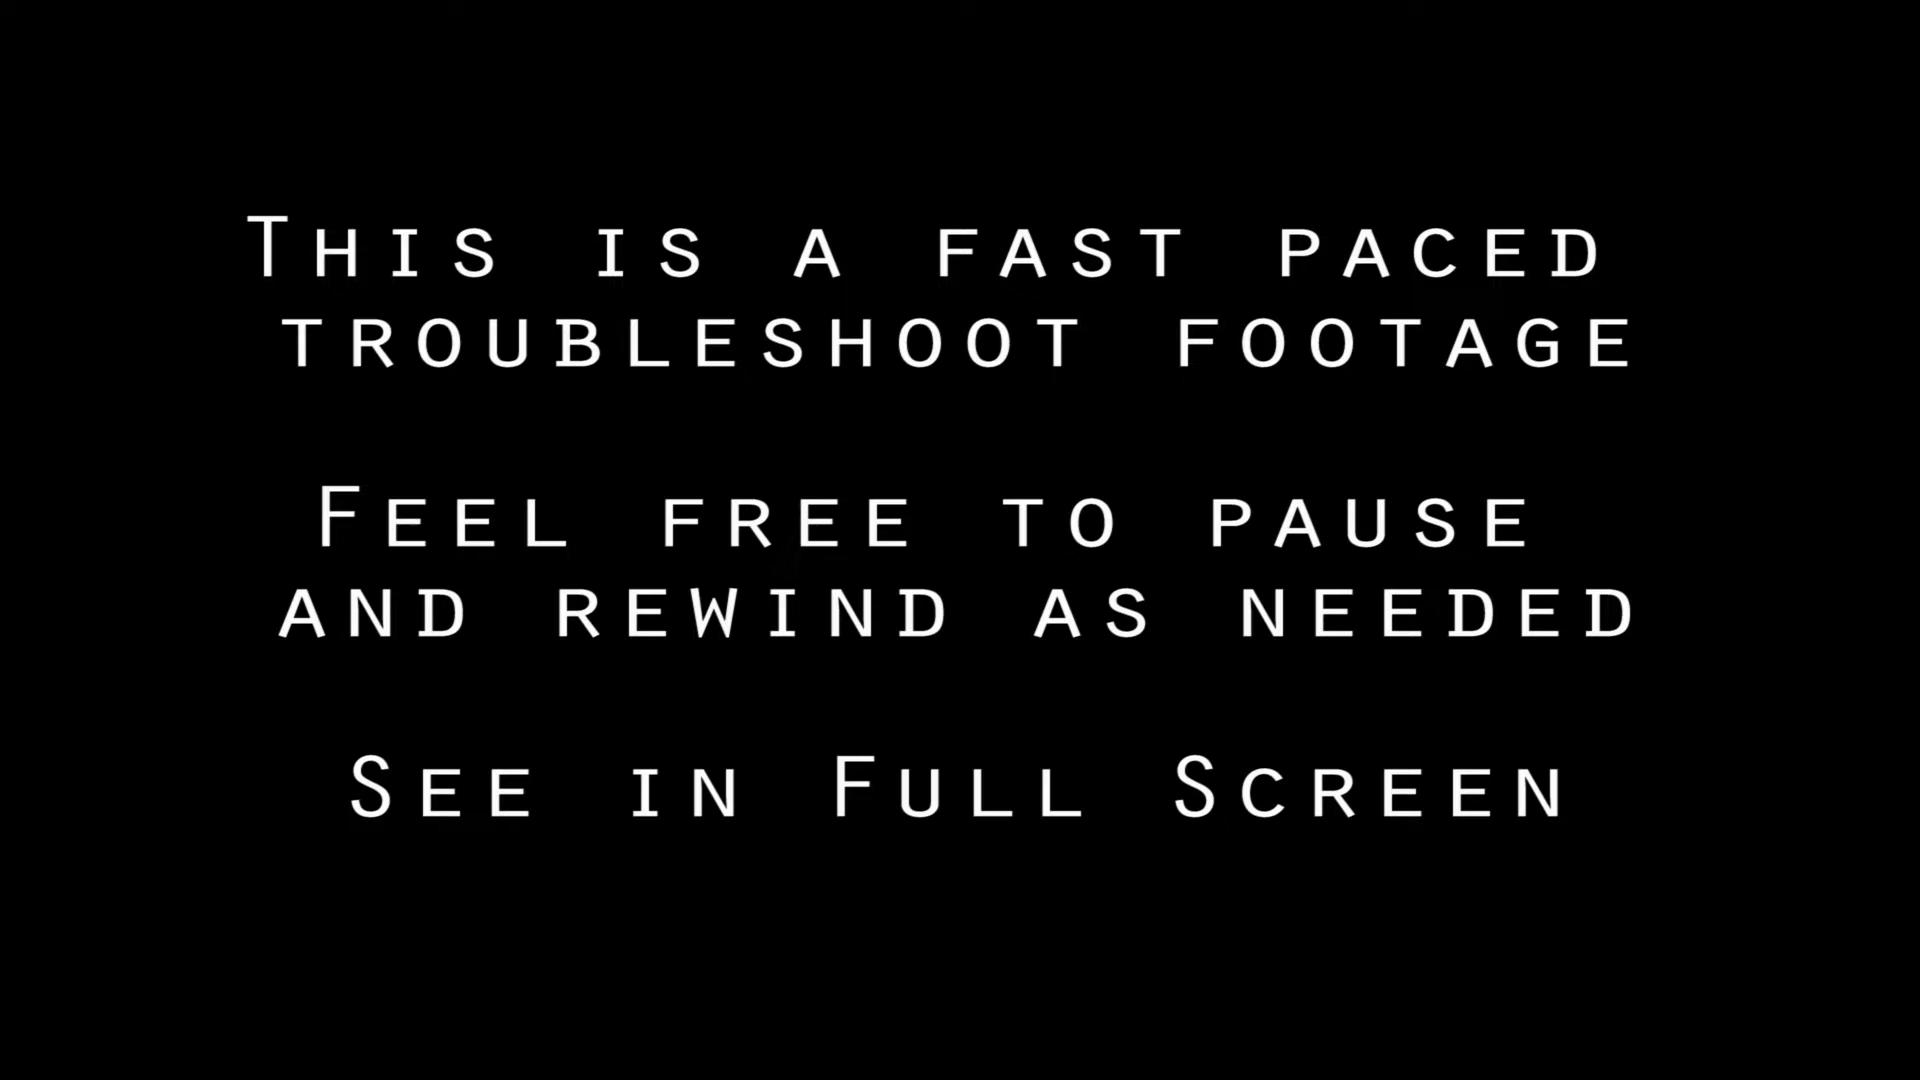 This is a fast paced
troubleshoot footage
Feel free to pause
and rewind as needed
See in Full Screen